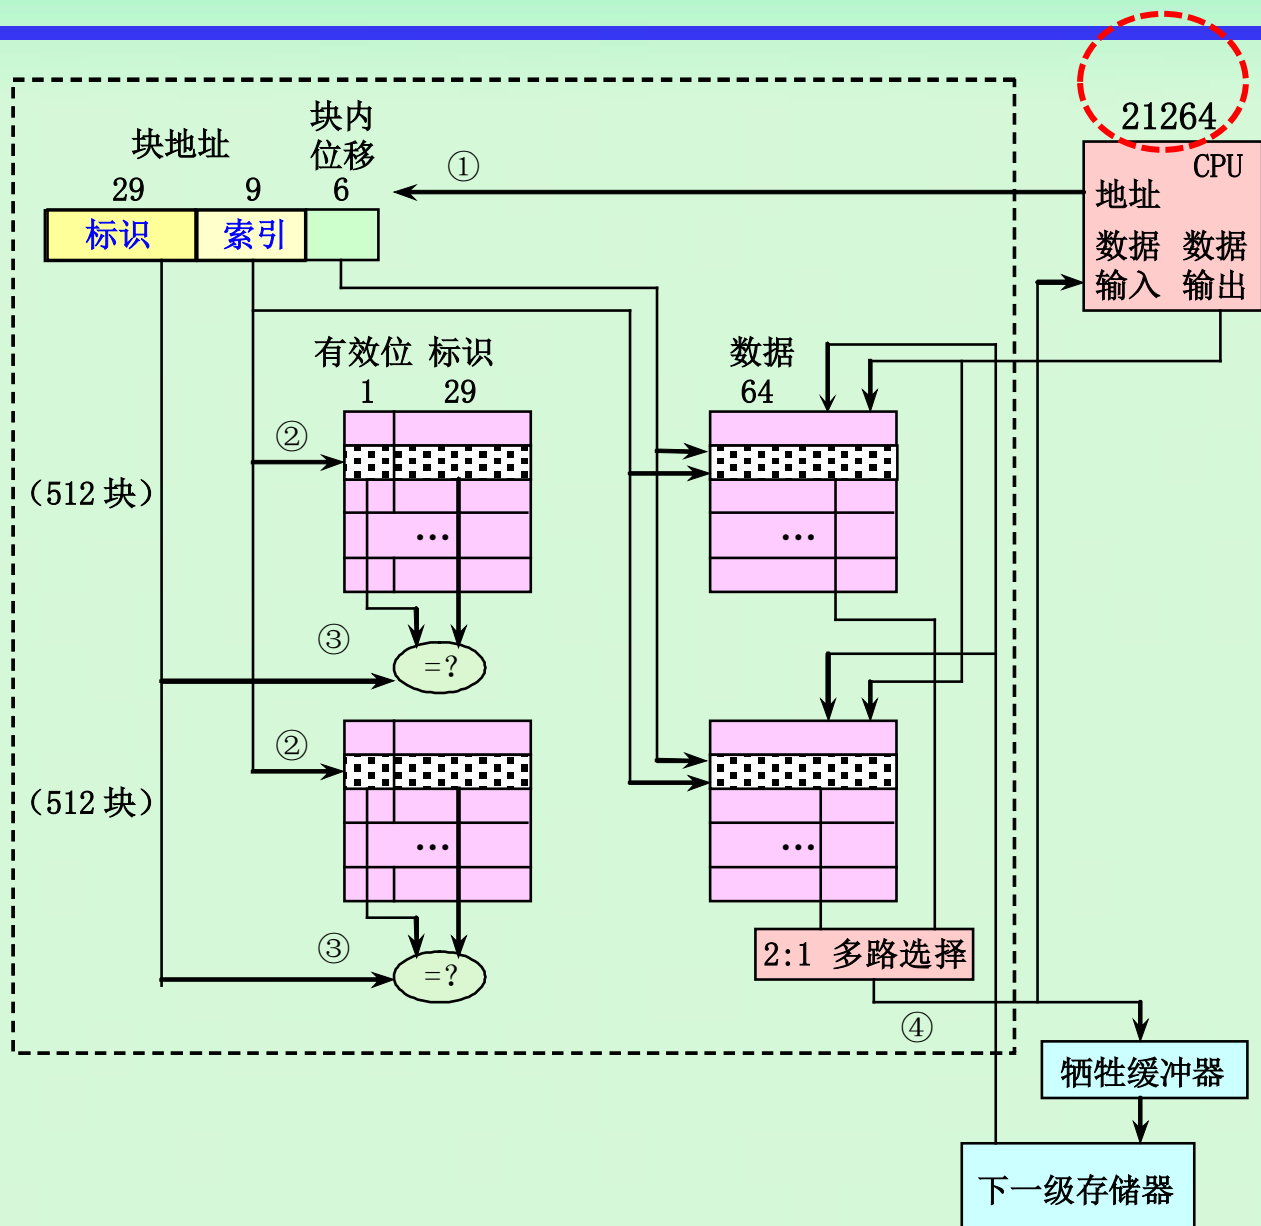 21264
CPU
地址
数据 数据
输入 输出
块内
位移
块地址
29 9 6
①
标识 索引
有效位 标识
1 29
数据
64
②
（512 块）
…
…
③
=?
②
（512 块）
…
…
③
=?
2:1 多路选择
④
牺牲缓冲器
下一级存储器